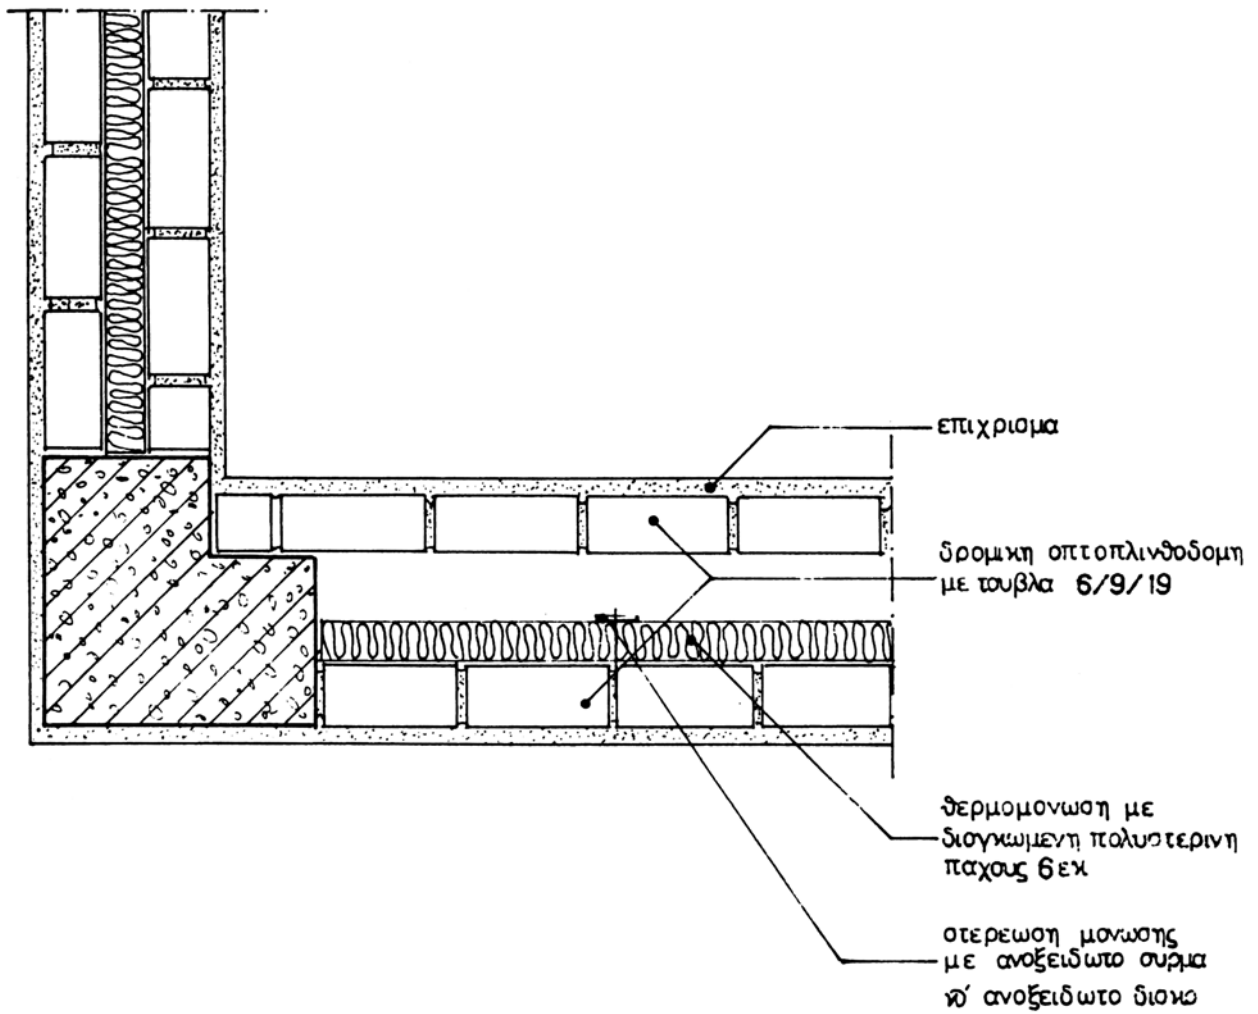 επιχρισμα
δρομικη οπτοπλινθοδομη
με τουβλα 6/9/19
θερμομονωση με
διογκωμενη πολυστερινη
παχους 6εκ
στερεωση μονωσης
με ανοξειδωτο συρμα
κ' ανοξειδωτο δισκο